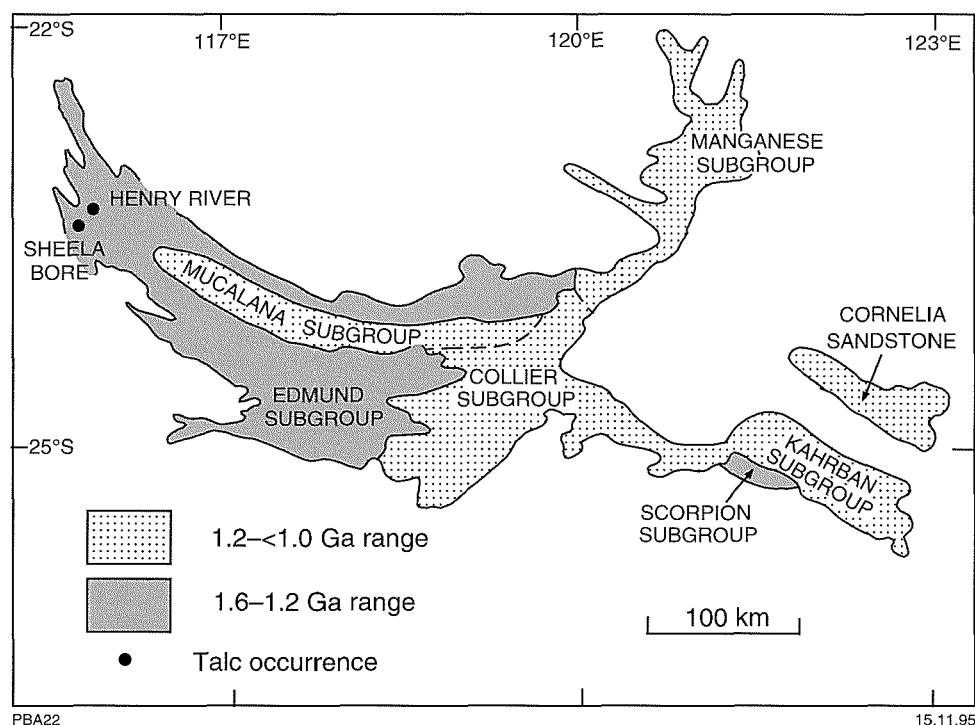 22°S
117°E
120°E
123°E
MANGANESE
SUBGROUP
HENRY RIVER
SHEELA
BORE
MUCALANA SUBGROUP
CORNELIA
SANDSTONE
COLLIER
SUBGROUP
EDMUND
SUBGROUP
25°S
KAHRBAN
SUBGROUP
SCORPION
SUBGROUP
1.2–<1.0 Ga range
1.6–1.2 Ga range
100 km
Talc occurrence
PBA22
15.11.95